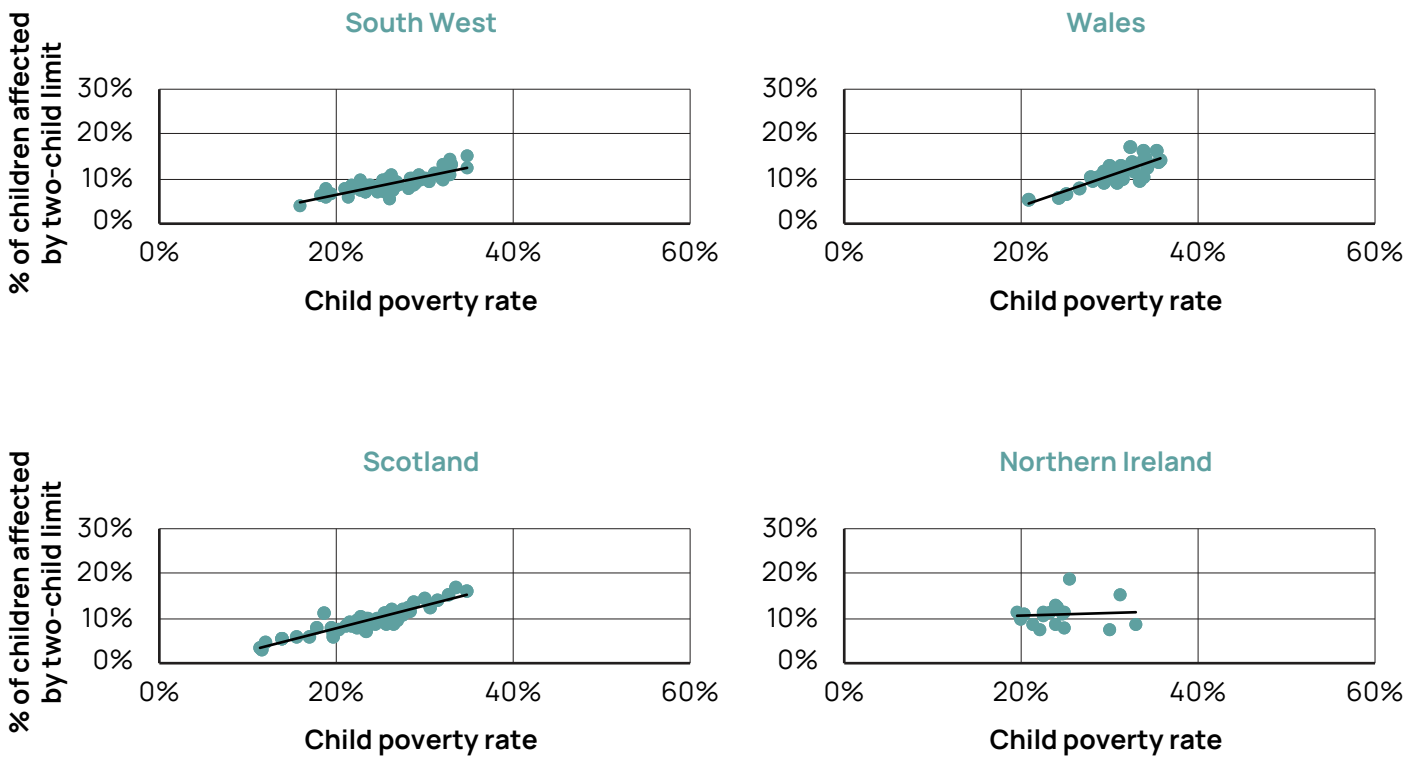 South West
% of children affected
by two-child limit
30%
20%
10%
0%
0% 20% 40% 60%
Child poverty rate
Wales
30%
20%
10%
0%
0% 20% 40% 60%
Child poverty rate
Scotland
% of children affected
by two-child limit
30%
20%
10%
0%
0% 20% 40% 60%
Child poverty rate
Northern Ireland
30%
20%
10%
0%
0% 20% 40% 60%
Child poverty rate